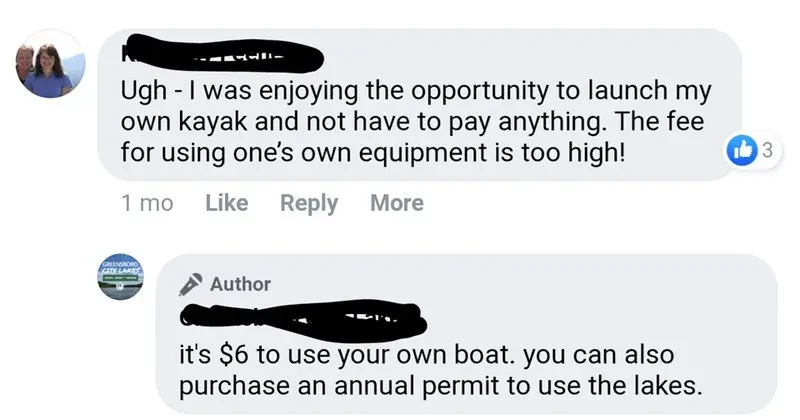 Ugh - I was enjoying the opportunity to launch my
own kayak and not have to pay anything. The fee
for using one’s own equipment is too high!
3
1 mo Like Reply More
GREENSBORO
CITY LAKES
Author
it's $6 to use your own boat. you can also
purchase an annual permit to use the lakes.